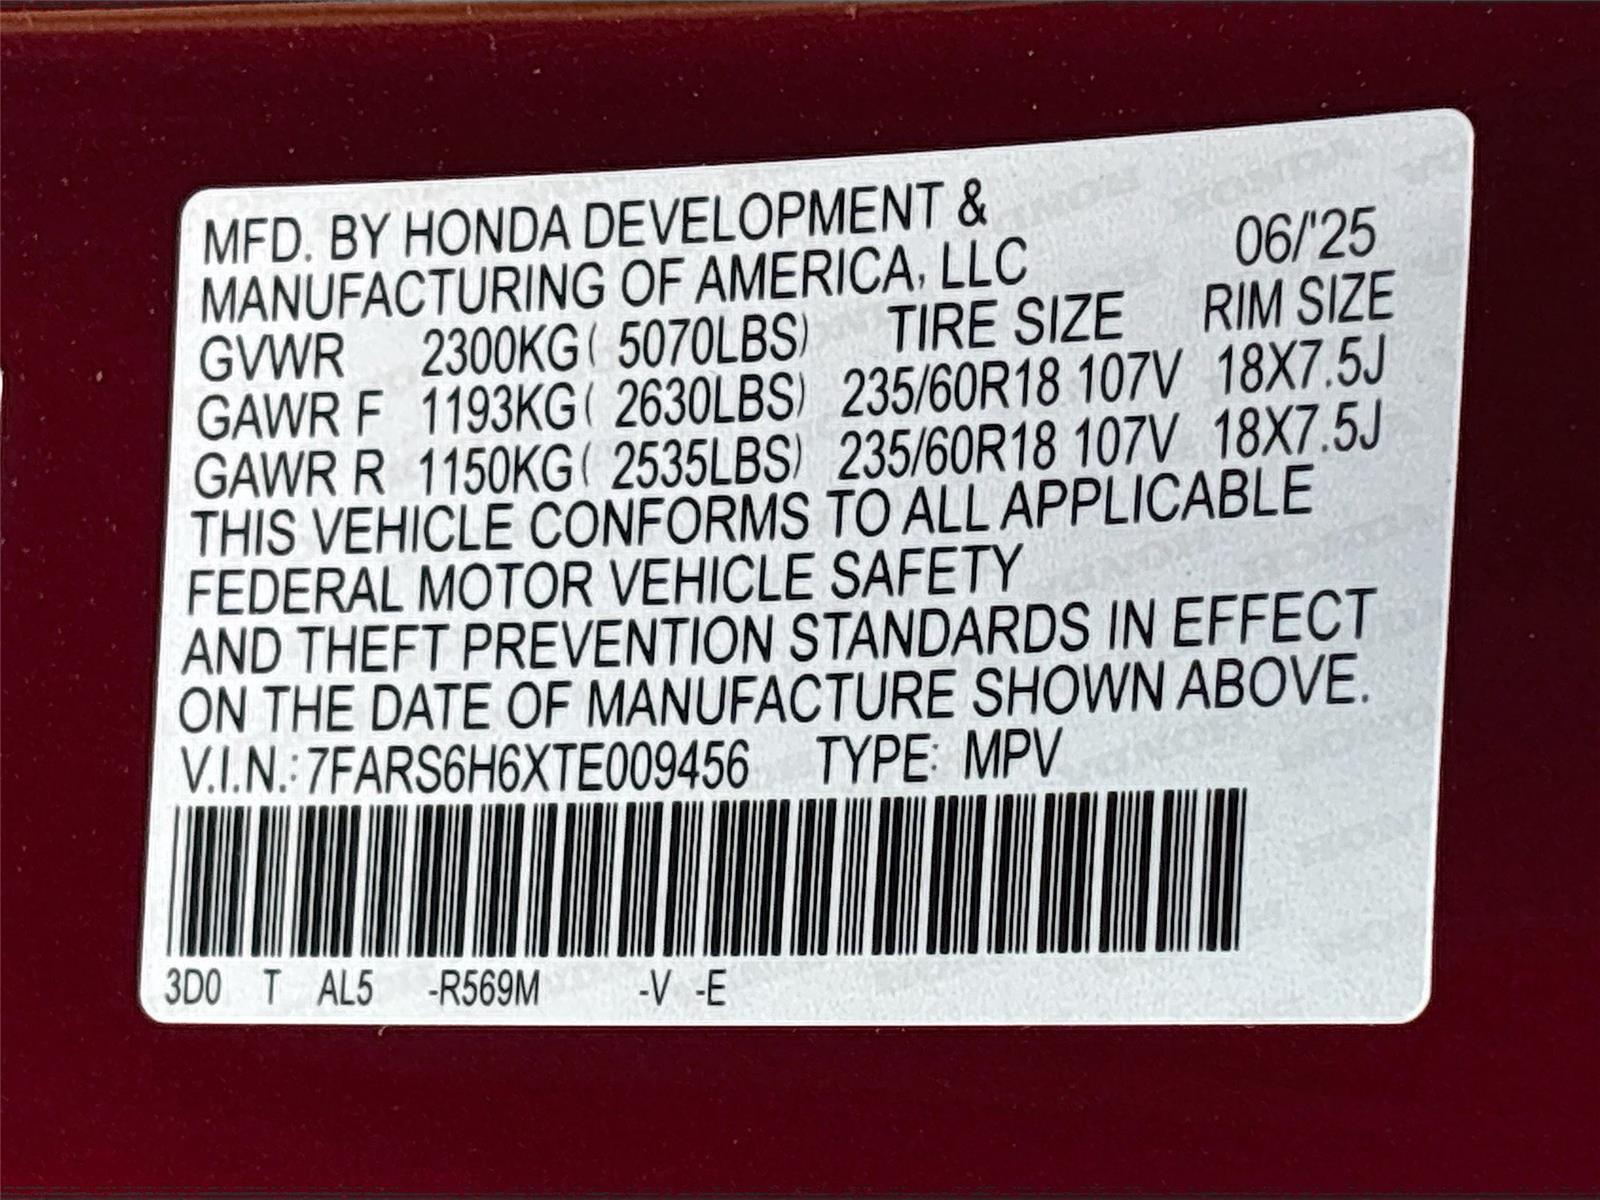 MFD. BY HONDA DEVELOPMENT &
MANUFACTURING OF AMERICA, LLC 06/'25
GVWR 2300KG( 5070LBS) TIRE SIZE RIM SIZE
GAWR F 1193KG( 2630LBS) 235/60R18 107V 18X7.5J
GAWR R 1150KG( 2535LBS) 235/60R18 107V 18X7.5J
THIS VEHICLE CONFORMS TO ALL APPLICABLE
FEDERAL MOTOR VEHICLE SAFETY
AND THEFT PREVENTION STANDARDS IN EFFECT
ON THE DATE OF MANUFACTURE SHOWN ABOVE.
V.I.N.:7FARS6H6XTE009456 TYPE: MPV
3D0 T AL5 -R569M -V -E